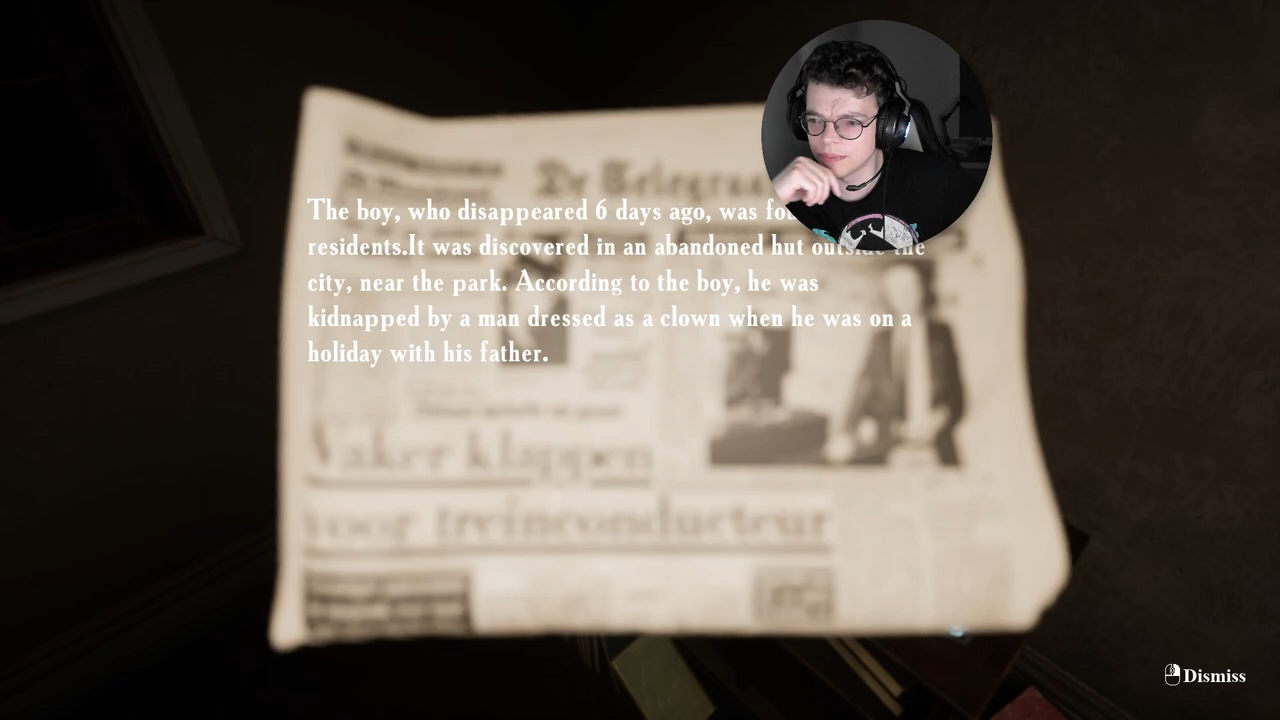 De Telegraa
The boy, who disappeared 6 days ago, was
residents.It was discovered in an abandoned hut outside the
city, near the park. According to the boy, he was
kidnapped by a man dressed as a clown when he was on a
holiday with his father.
Vaker klappen
voor treinconducteur
Dismiss